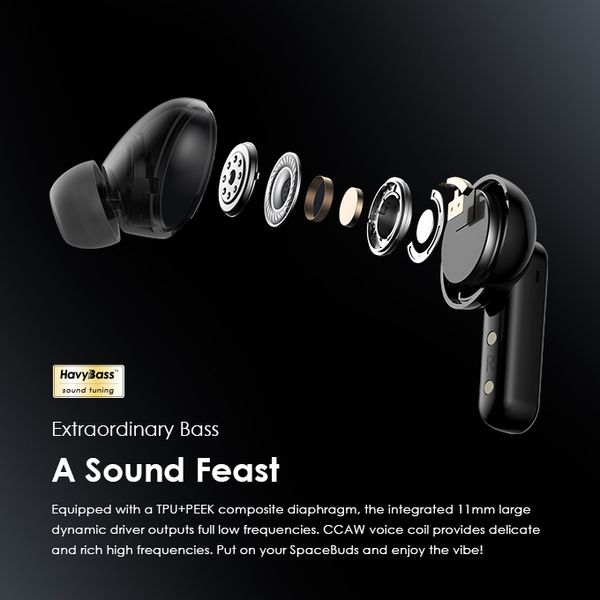 HavyBass™
sound tuning
Extraordinary Bass
A Sound Feast
Equipped with a TPU+PEEK composite diaphragm, the integrated 11mm large
dynamic driver outputs full low frequencies. CCAW voice coil provides delicate
and rich high frequencies. Put on your SpaceBuds and enjoy the vibe!
R